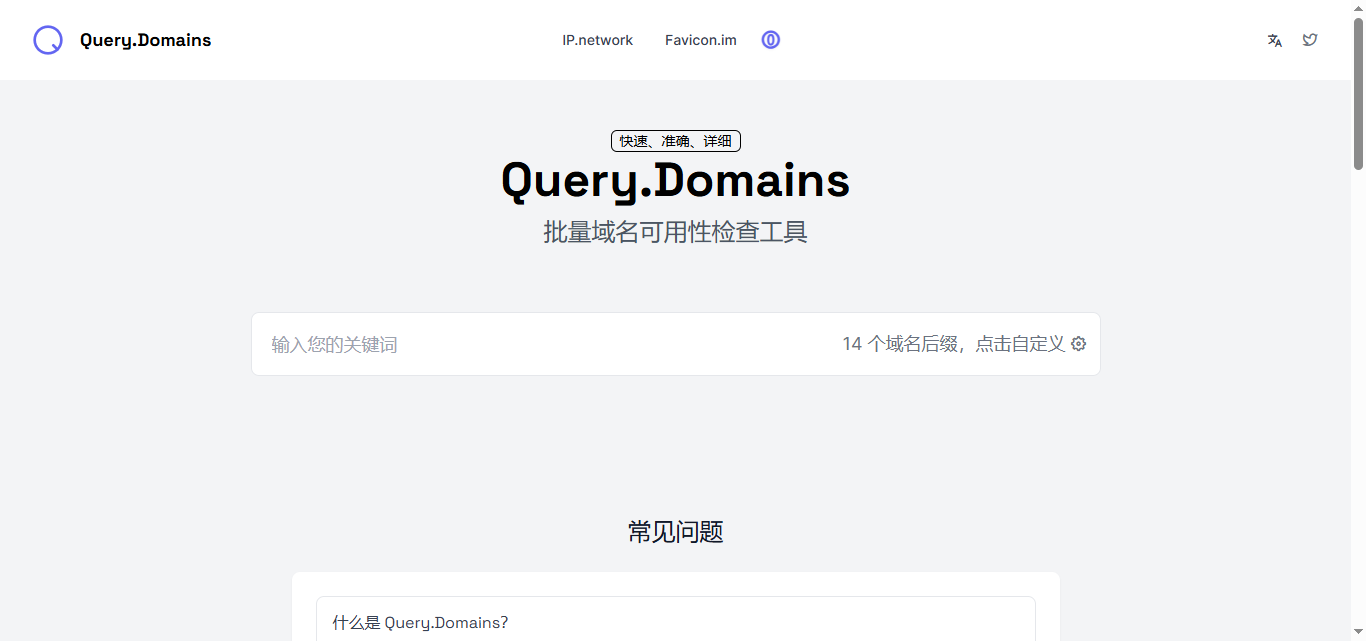 Query.Domains
IP.network
Favicon.im
快速、准确、详细
Query.Domains
批量域名可用性检查工具
输入您的关键词
14 个域名后缀，点击自定义
常见问题
什么是 Query.Domains?